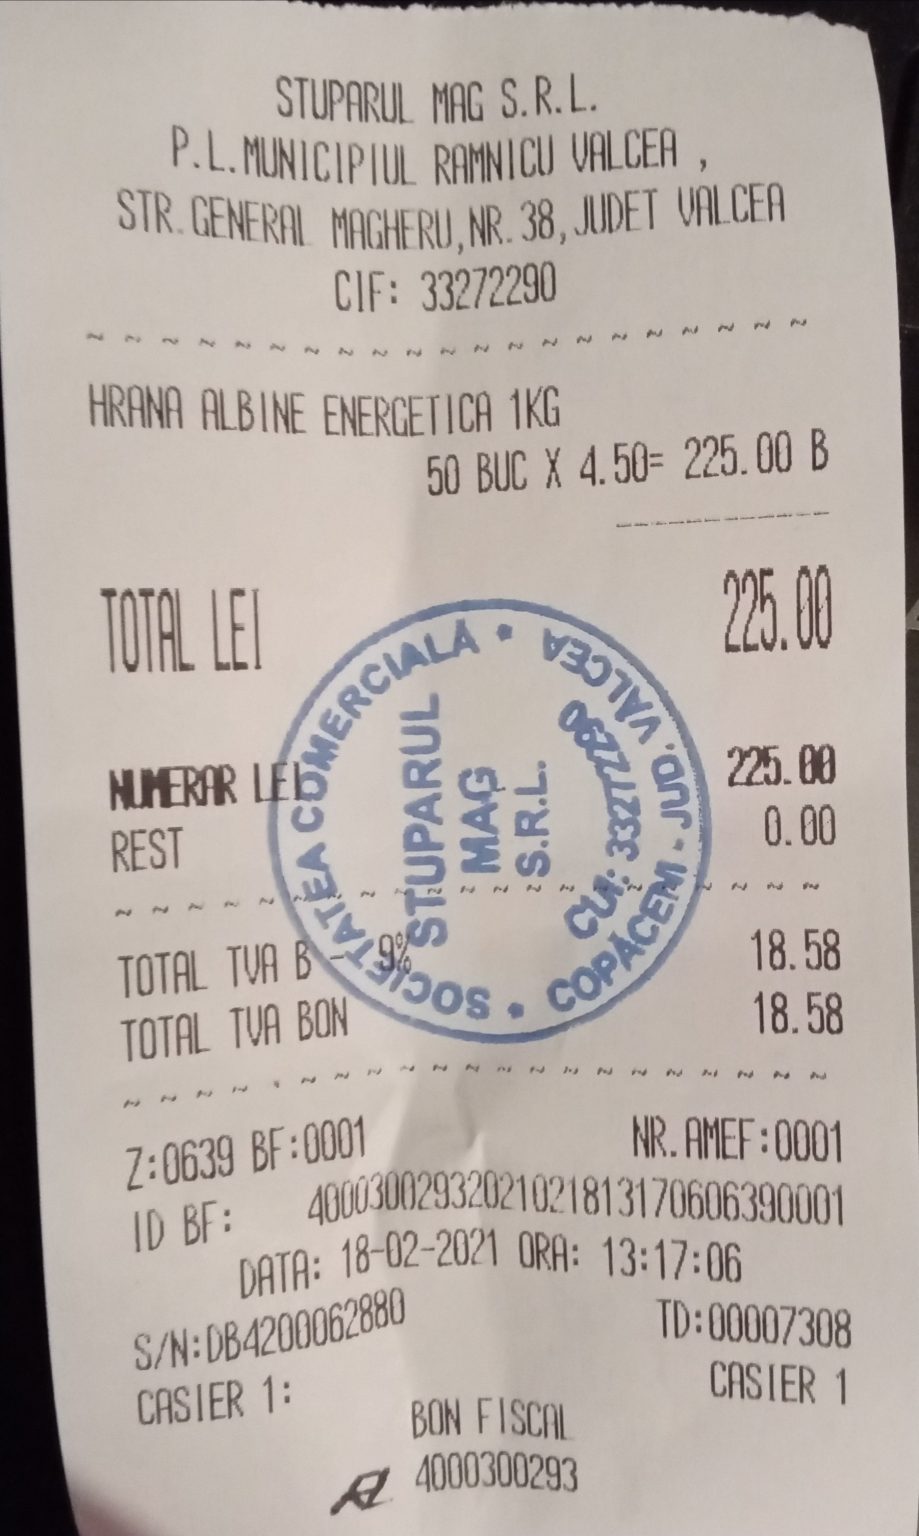 STUPARUL MAG S.R.L.
P.L.MUNICIPIUL RAMNICU VALCEA ,
STR.GENERAL MAGHERU,NR.38,JUDET VALCEA
CIF: 33272290
HRANA ALBINE ENERGETICA 1KG
50 BUC X 4.50= 225.00 B
TOTAL LEI 225.00
NUMERAR LEI 225.00
REST 0.00
TOTAL TVA B - 9% 18.58
TOTAL TVA BON 18.58
Z:0639 BF:0001 NR.AMEF:0001
ID BF: 40003002932021021813170606390001
DATA: 18-02-2021 ORA: 13:17:06
S/N:DB4200062880 TD:00007308
CASIER 1: CASIER 1
BON FISCAL
4000300293
SOCIETATEA COMERCIALĂ
STUPARUL
MAG
S.R.L.
CUI: 33272290
COPĂCENI - JUD. VÂLCEA